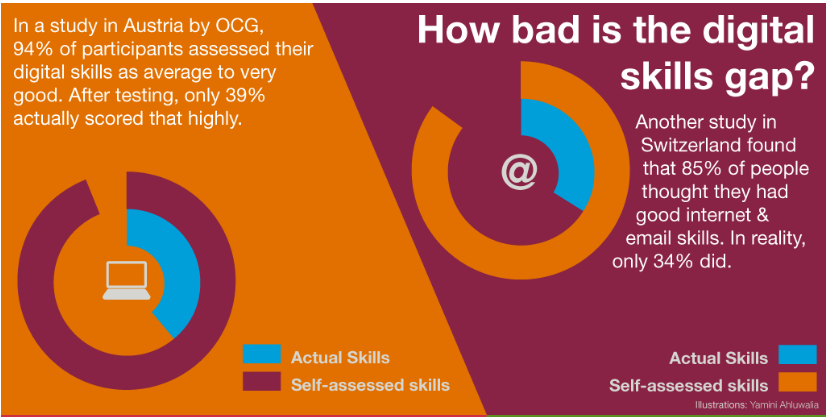 In a study in Austria by OCG,
94% of participants assessed their
digital skills as average to very
good. After testing, only 39%
actually scored that highly.
How bad is the digital
skills gap?
Another study in
Switzerland found
that 85% of people
thought they had
good internet &
email skills. In reality,
only 34% did.
@
Actual Skills
Self-assessed skills
Actual Skills
Self-assessed skills
Illustrations: Yamini Ahluwalia